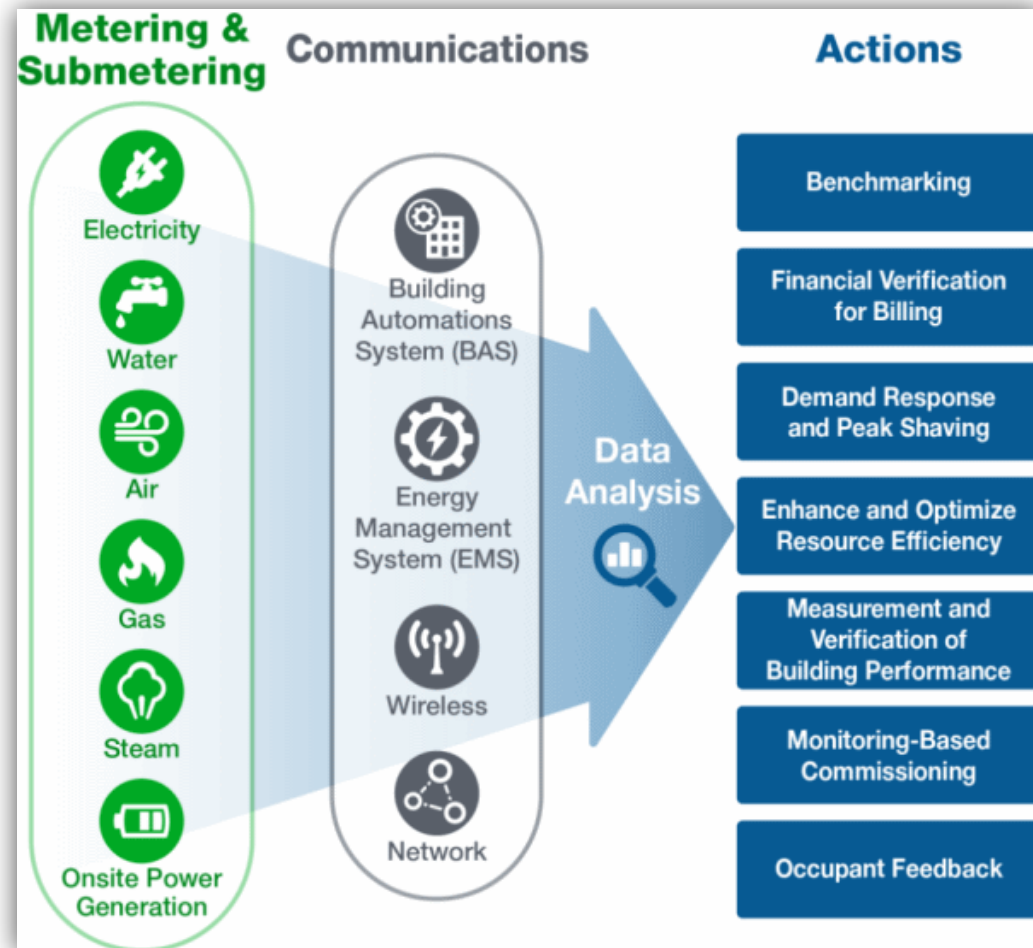 Metering &
Submetering
Communications
Actions
Electricity
Water
Air
Gas
Steam
Onsite Power
Generation
Building
Automations
System (BAS)
Energy
Management
System (EMS)
Wireless
Network
Data
Analysis
Benchmarking
Financial Verification
for Billing
Demand Response
and Peak Shaving
Enhance and Optimize
Resource Efficiency
Measurement and
Verification of
Building Performance
Monitoring-Based
Commissioning
Occupant Feedback